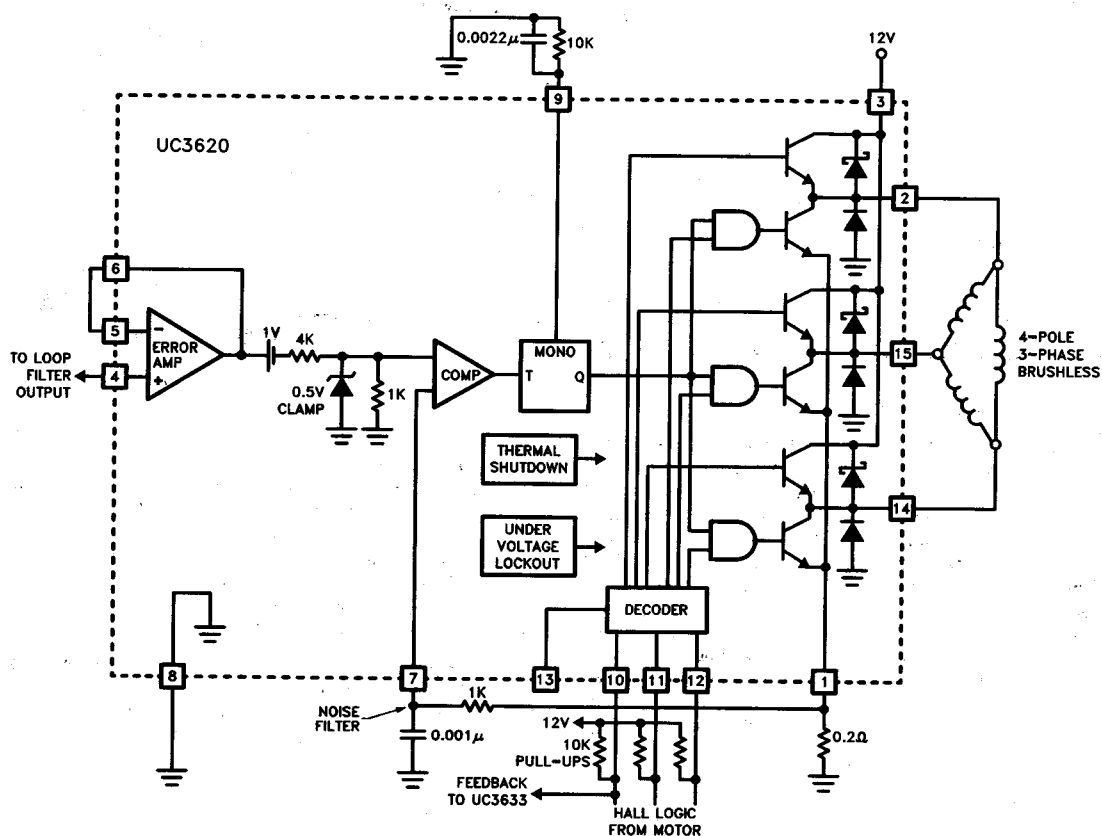 0.0022µ
10K
12V
9
3
UC3620
2
6
5
ERROR
AMP
−
+
1V
4K
TO LOOP
FILTER
OUTPUT
4
0.5V
CLAMP
1K
COMP
MONO
T
Q
15
4-POLE
3-PHASE
BRUSHLESS
THERMAL
SHUTDOWN
14
UNDER
VOLTAGE
LOCKOUT
DECODER
8
7
13
10
11
12
1
1K
NOISE
FILTER
0.001µ
12V
10K
PULL-UPS
0.2Ω
FEEDBACK
TO UC3633
HALL LOGIC
FROM MOTOR